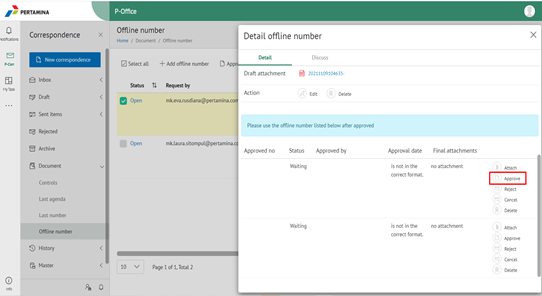 PERTAMINA
P-Office
Notifications
P-Over
My Task
Info
Correspondence
New correnpondence
Inbox
Draft
Sent Items
Rejected
Archive
Document
Controls
Last agenda
Last number
Offline number
History
Master
Offline number
Home / Document / Offline number
Select all
Add offline number
Status
Request by
Open
mk.eva.rusdiana@pertamina.com
Open
mk.laura.sitompul@pertamina.c
10
Page 1 of 1, Total 2
Detail offline number
Detail
Discuss
Draft attachment
Action
Edit
Delete
Please use the offline number listed below after approved
Approved no
Status
Approved by
Approval date
Final attachments
Waiting
is not in the
correct format.
no attachment
Attach
Approve
Reject
Cancel
Delete
Waiting
is not in the
correct format.
no attachment
Attach
Approve
Reject
Cancel
Delete